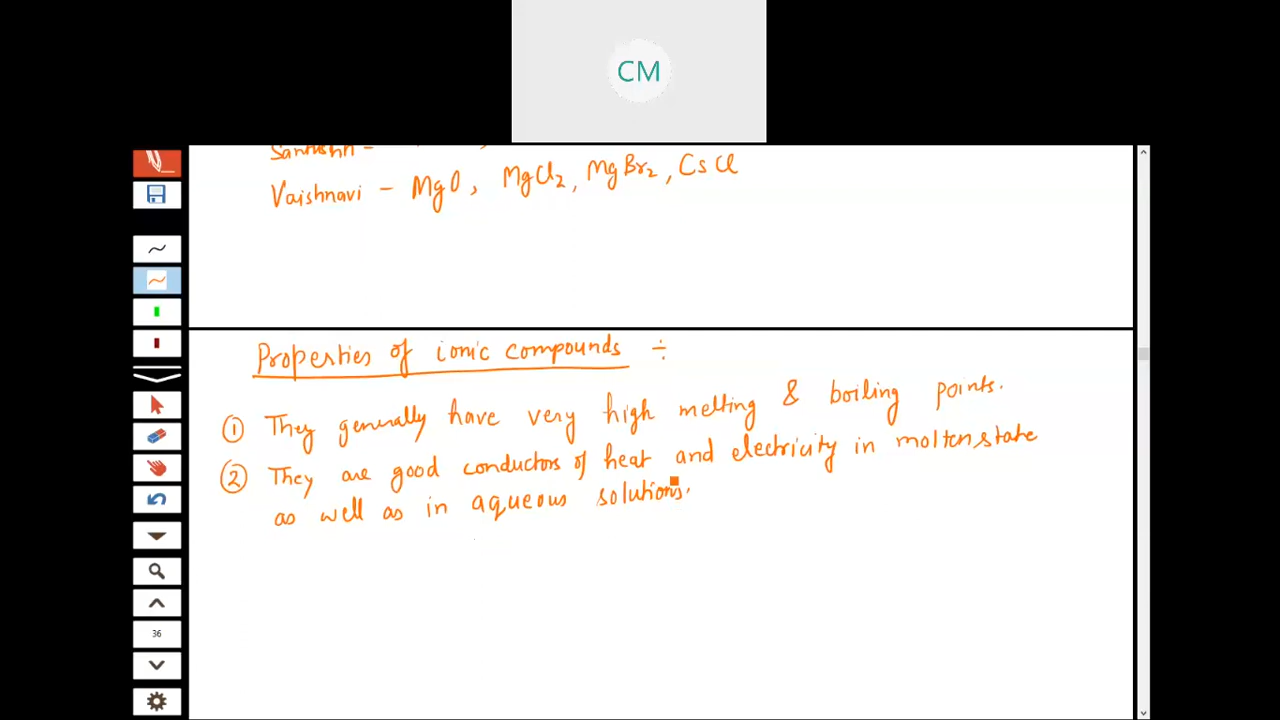 CM
Santoshi -
Vaishnavi - MgO, MgCl2, MgBr2, CsCl
Properties of ionic compounds ÷
① They generally have very high melting & boiling points.
② They are good conductors of heat and electricity in molten state
as well as in aqueous solutions.
36